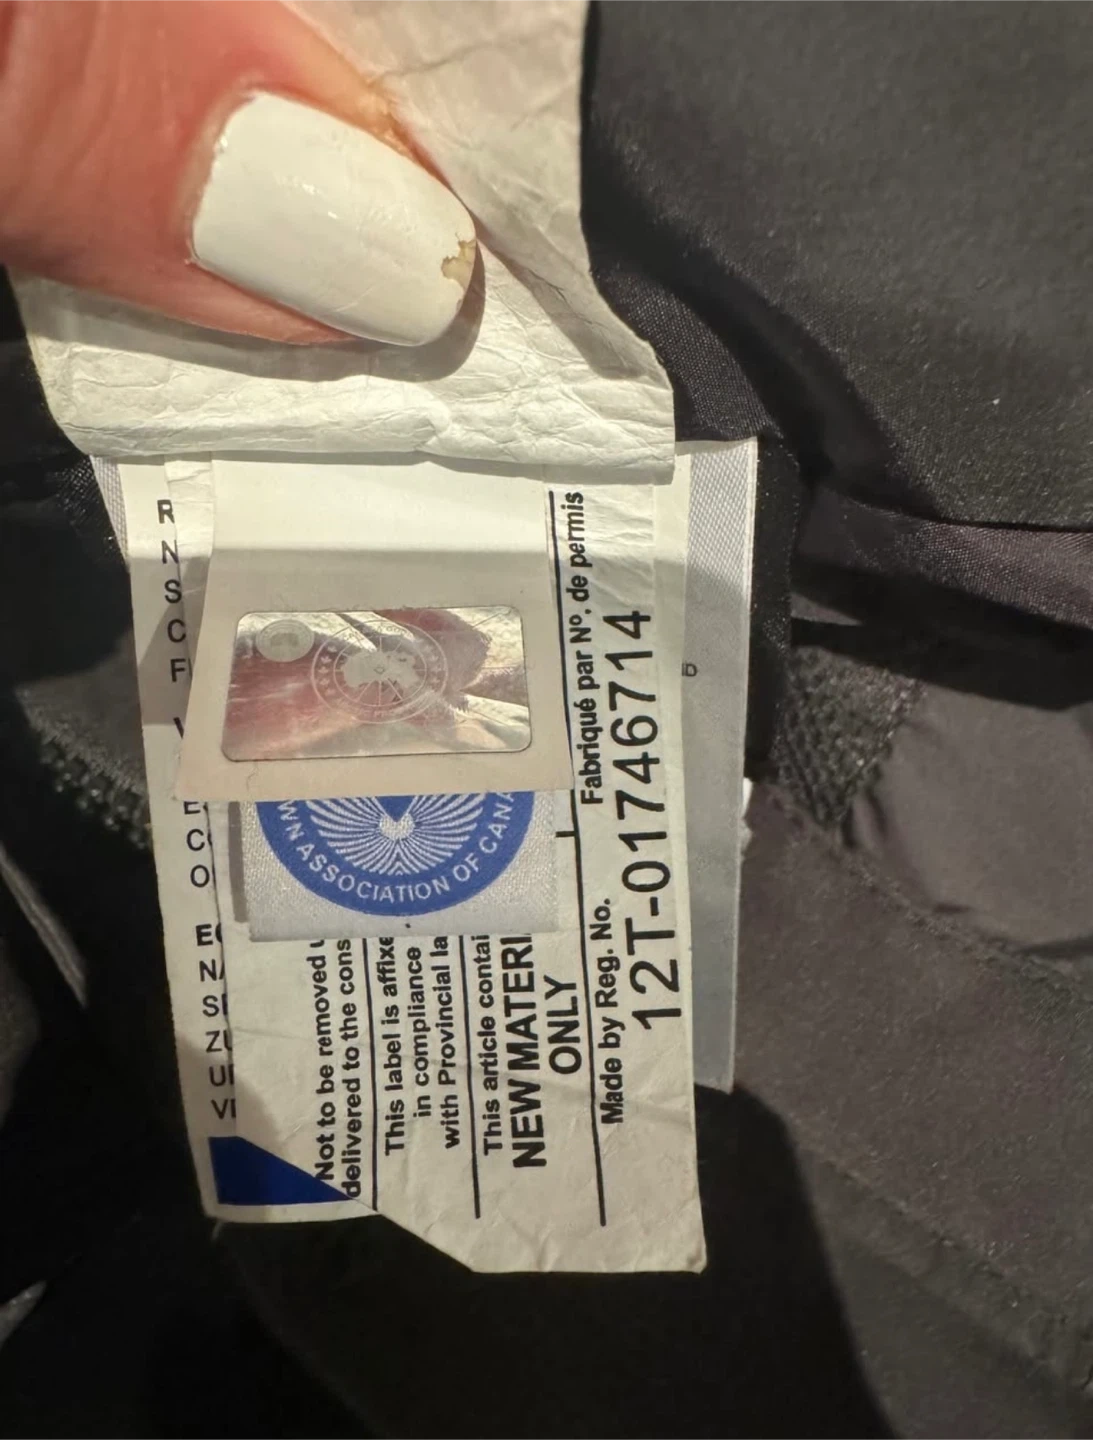 R
N
S
C
F
E
C
O
E
N
S
Z
U
V
ASSOCIATION OF CANA
Not to be removed
delivered to the cons
This label is affixe
in compliance
with Provincial la
This article contai
NEW MATERI
ONLY
Made by Reg. No. Fabriqué par Nº. de permis
12T-01746714